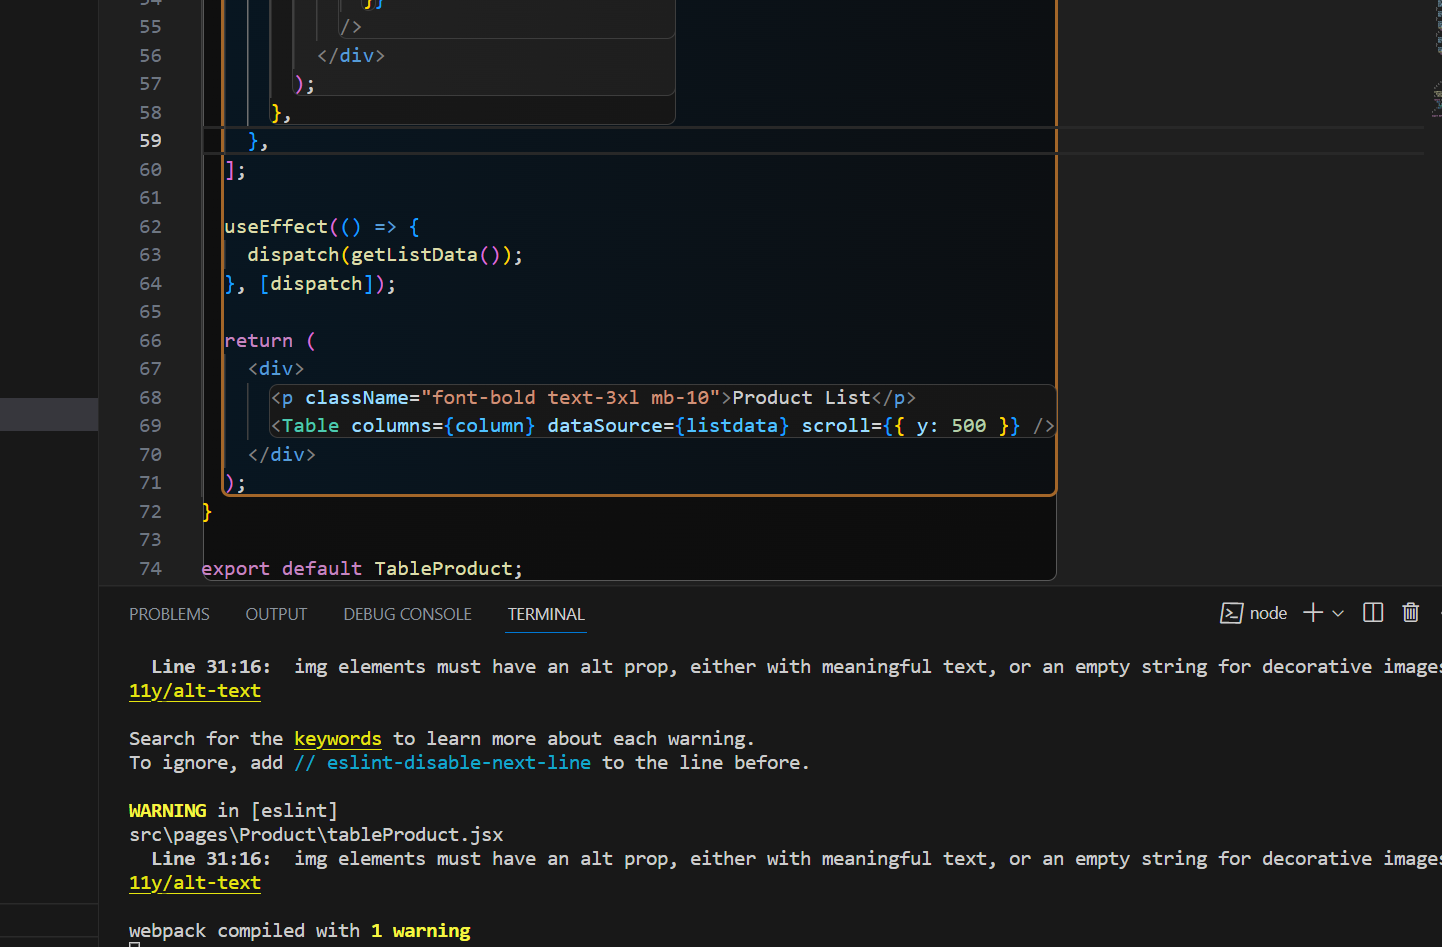 54 }}
55 />
56 </div>
57 );
58 },
59 },
60 ];
61
62 useEffect(() => {
63 dispatch(getListData());
64 }, [dispatch]);
65
66 return (
67 <div>
68 <p className="font-bold text-3xl mb-10">Product List</p>
69 <Table columns={column} dataSource={listdata} scroll={{ y: 500 }} />
70 </div>
71 );
72 }
73
74 export default TableProduct;
PROBLEMS OUTPUT DEBUG CONSOLE TERMINAL node
Line 31:16: img elements must have an alt prop, either with meaningful text, or an empty string for decorative images
11y/alt-text
Search for the keywords to learn more about each warning.
To ignore, add // eslint-disable-next-line to the line before.
WARNING in [eslint]
src\pages\Product\tableProduct.jsx
Line 31:16: img elements must have an alt prop, either with meaningful text, or an empty string for decorative images
11y/alt-text
webpack compiled with 1 warning